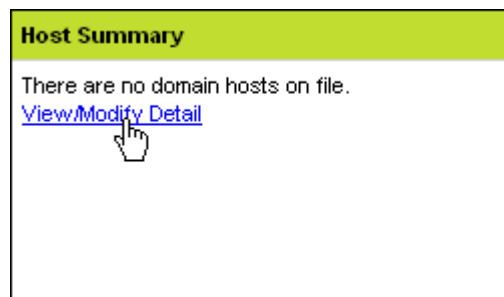 Host Summary
There are no domain hosts on file.
View/Modify Detail